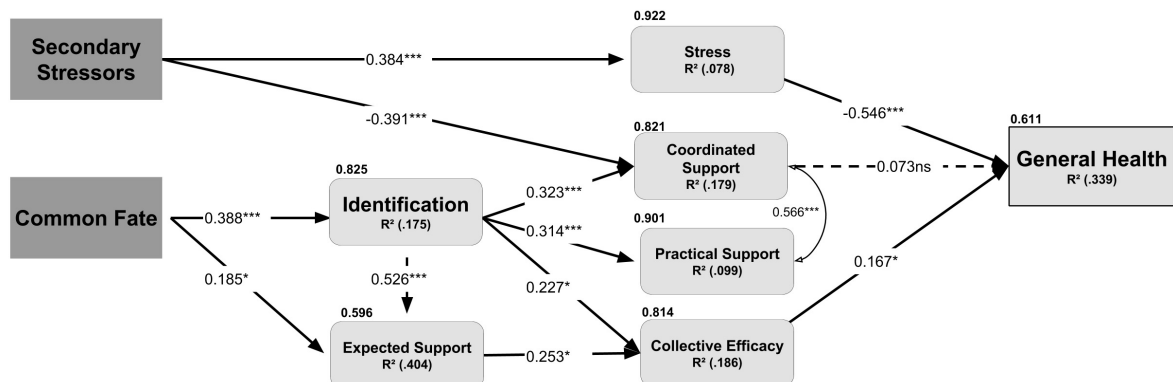 Secondary
Stressors
0.384***
0.922
Stress
R² (.078)
-0.391***
-0.546***
0.821
Coordinated
Support
R² (.179)
0.073ns
0.611
General Health
R² (.339)
Common Fate
0.388***
0.825
Identification
R² (.175)
0.323***
0.314***
0.566***
0.901
Practical Support
R² (.099)
0.185*
0.526***
0.227*
0.167*
0.596
Expected Support
R² (.404)
0.253*
0.814
Collective Efficacy
R² (.186)